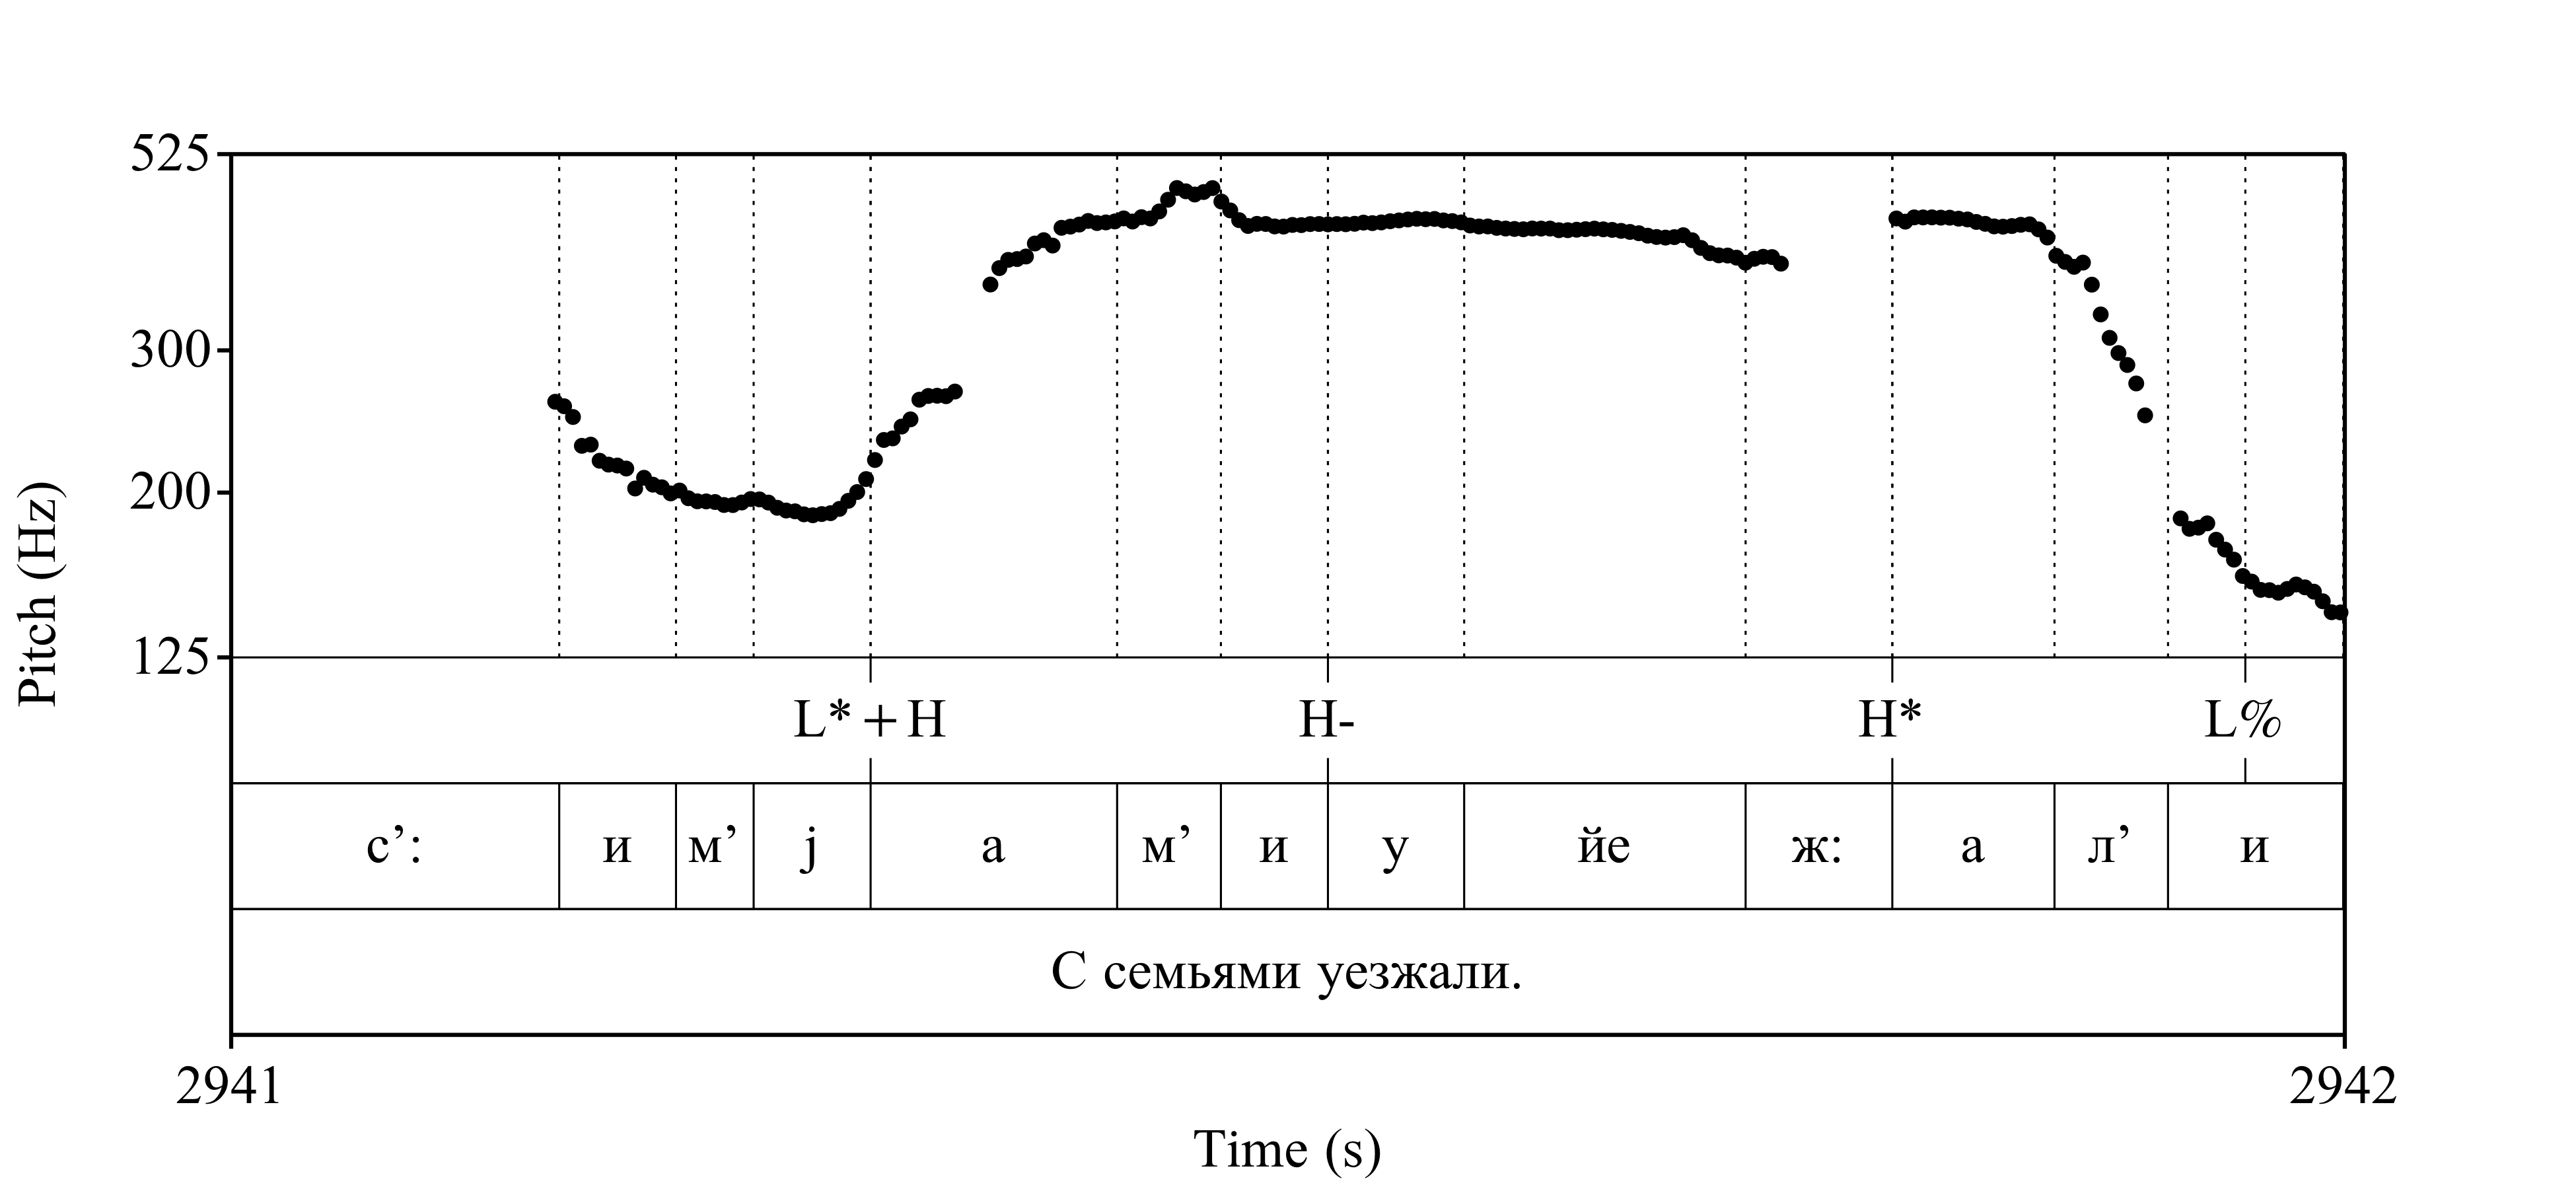 525
300
200
125
Pitch (Hz)
L* + H H- H* L%
с’: и м’ j а м’ и у йе ж: а л’ и
С семьями уезжали.
2941 2942
Time (s)